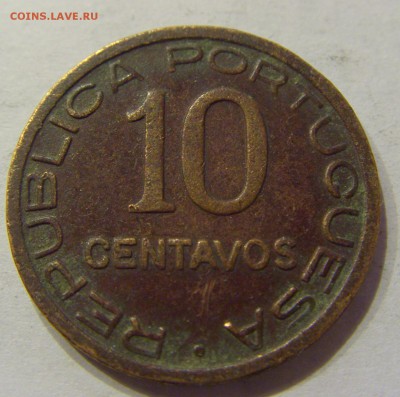 COINS.LAVE.RU
REPUBLICA PORTUGUESA
10
CENTAVOS